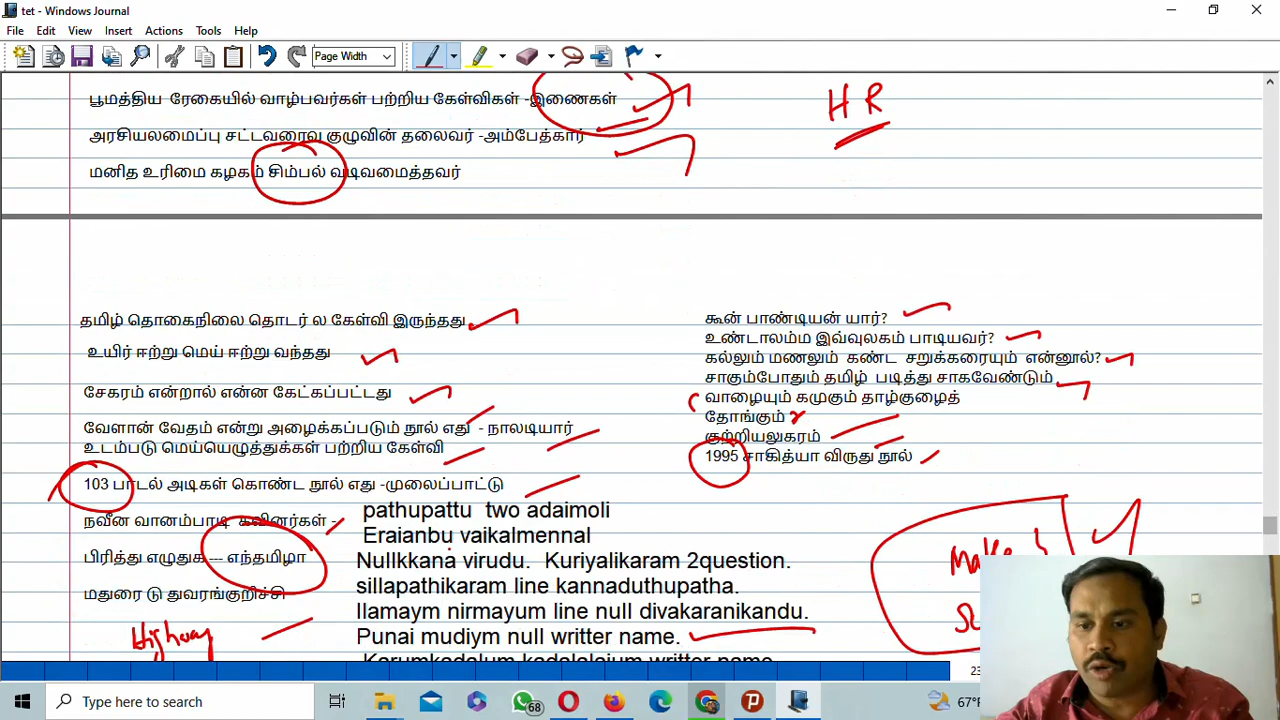 tet - Windows Journal
File Edit View Insert Actions Tools Help
Page Width
பூமத்திய ரேகையில் வாழ்பவர்கள் பற்றிய கேள்விகள் -இணைகள்
அரசியலமைப்பு சட்டவரைவு குழுவின் தலைவர் -அம்பேத்கார்
மனித உரிமை கழகம் சிம்பல் வடிவமைத்தவர்
H R
தமிழ் தொகைநிலை தொடர் ல கேள்வி இருந்தது
உயிர் ஈற்று மெய் ஈற்று வந்தது
சேகரம் என்றால் என்ன கேட்கப்பட்டது
வேளான் வேதம் என்று அழைக்கப்படும் நூல் எது - நாலடியார்
உடம்படு மெய்யெழுத்துக்கள் பற்றிய கேள்வி
103 பாடல் அடிகள் கொண்ட நூல் எது -முலைப்பாட்டு
நவீன வானம்பாடி கவினர்கள் -
பிரித்து எழுதுக --- எந்தமிழா
மதுரை டு துவரங்குறிச்சி
Highway
கூன் பாண்டியன் யார்?
உண்டாலம்ம இவ்வுலகம் பாடியவர்?
கல்லும் மணலும் கண்ட சறுக்கரையும் என்னூல்?
சாகும்போதும் தமிழ் படித்து சாகவேண்டும்
வாழையும் கமுகும் தாழ்குழைத்
தோங்கும்
குற்றியலுகரம்
1995 சாகித்யா விருது நூல்
pathupattu two adaimoli
Eraianbu vaikalmennal
Nullkkana virudu. Kuriyalikaram 2question.
sillapathikaram line kannaduthupatha.
Ilamaym nirmayum line null divakaranikandu.
Punai mudiym null writter name.
Karumkadalum kadalalaium writter name
Type here to search
68
67°F